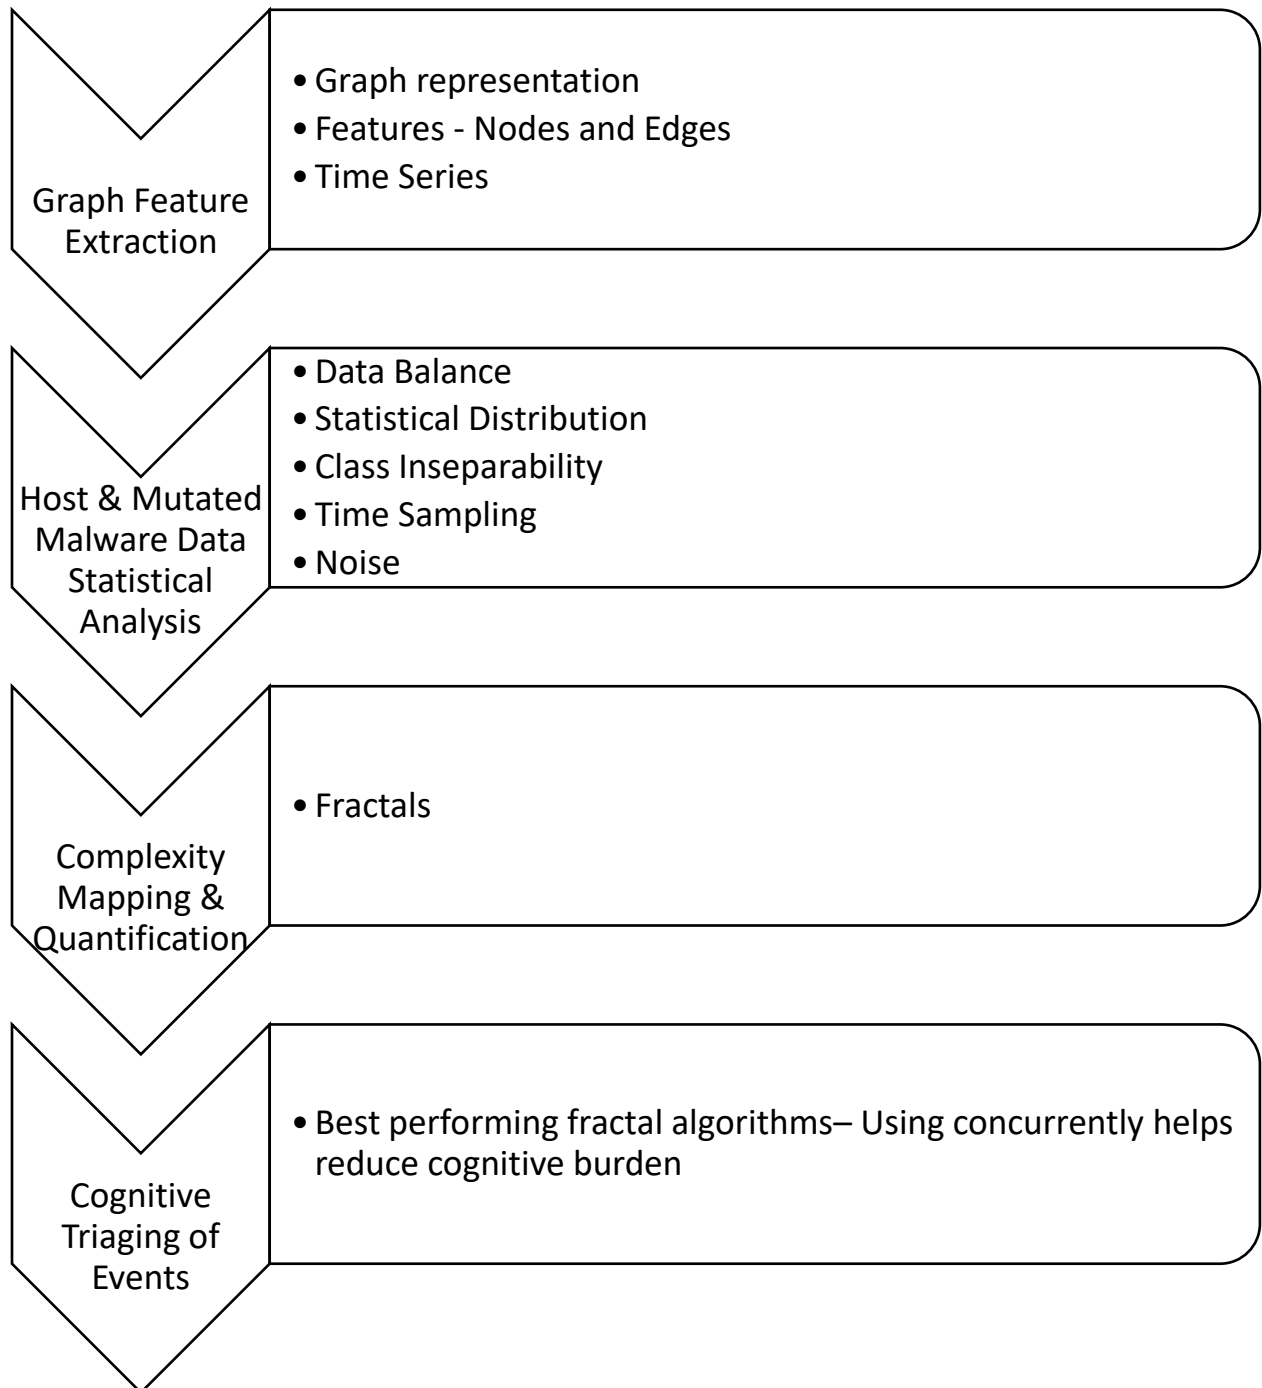 Graph Feature
Extraction
• Graph representation
• Features - Nodes and Edges
• Time Series
Host & Mutated
Malware Data
Statistical
Analysis
• Data Balance
• Statistical Distribution
• Class Inseparability
• Time Sampling
• Noise
Complexity
Mapping &
Quantification
• Fractals
Cognitive
Triaging of
Events
• Best performing fractal algorithms– Using concurrently helps
reduce cognitive burden